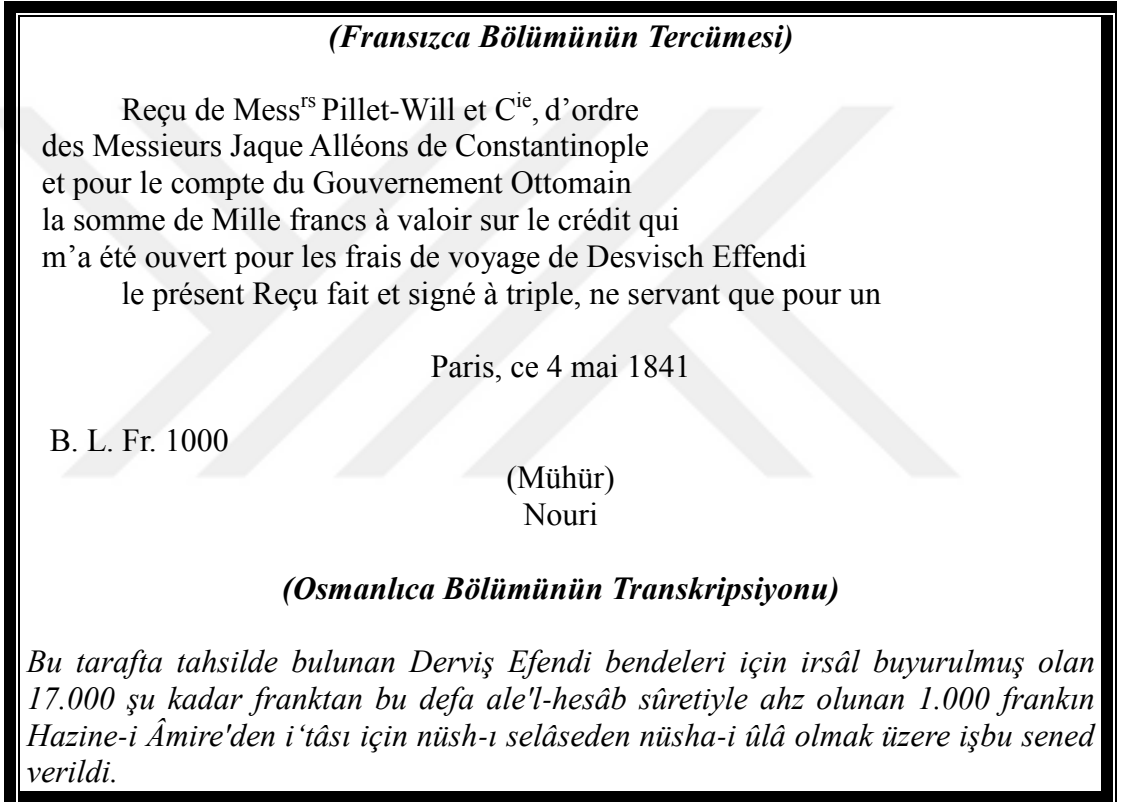 (Fransızca Bölümünün Tercümesi)
Reçu de Mess^rs Pillet-Will et C^ie, d’ordre
des Messieurs Jaque Alléons de Constantinople
et pour le compte du Gouvernement Ottomain
la somme de Mille francs à valoir sur le crédit qui
m’a été ouvert pour les frais de voyage de Desvisch Effendi
le présent Reçu fait et signé à triple, ne servant que pour un
Paris, ce 4 mai 1841
B. L. Fr. 1000
(Mühür)
Nouri
(Osmanlıca Bölümünün Transkripsiyonu)
Bu tarafta tahsilde bulunan Derviş Efendi bendeleri için irsâl buyurulmuş olan
17.000 şu kadar franktan bu defa ale'l-hesâb sûretiyle ahz olunan 1.000 frankın
Hazine-i Âmire'den i‘tâsı için nüsh-ı selâseden nüsha-i ûlâ olmak üzere işbu sened
verildi.